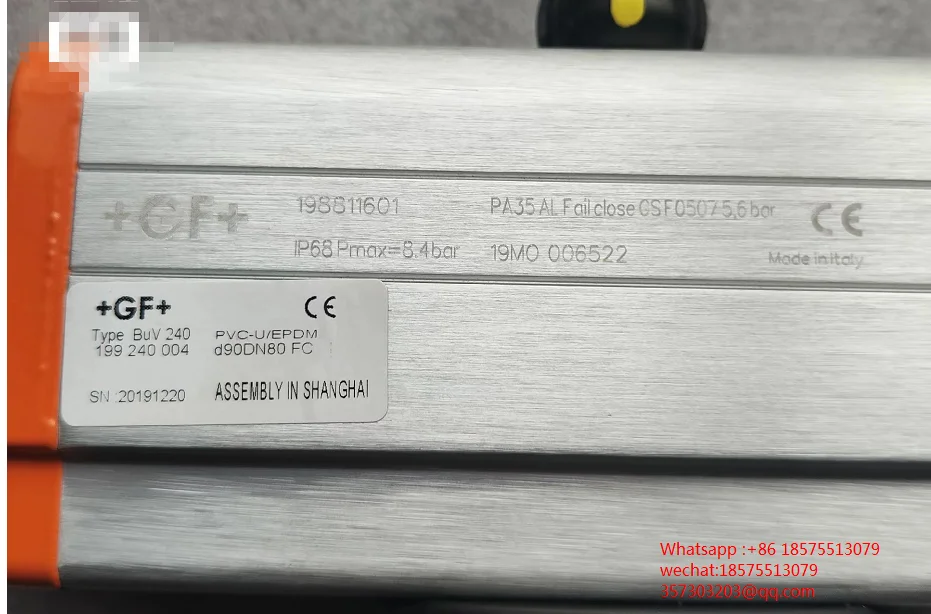 +GF+
198811601
PA35 AL Fail close CSF0507 5,6 bar
CE
IP68 Pmax=8.4bar
19MO 006522
Made in Italy
+GF+
CE
Type BuV 240 PVC-U/EPDM
199 240 004 d90DN80 FC
SN :20191220 ASSEMBLY IN SHANGHAI
Whatsapp :+86 18575513079
wechat:18575513079
357303203@qq.com